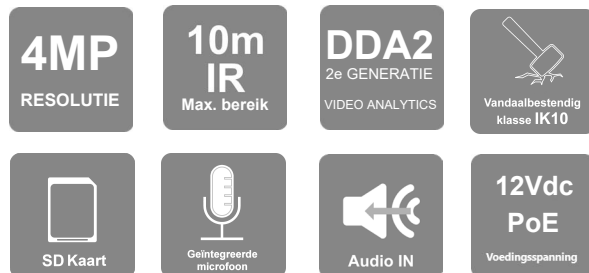 4MP
RESOLUTIE
10m
IR
Max. bereik
DDA2
2e GENERATIE
VIDEO ANALYTICS
Vandaalbestendig
klasse IK10
SD Kaart
Geïntegreerde
microfoon
Audio IN
12Vdc
PoE
Voedingsspanning